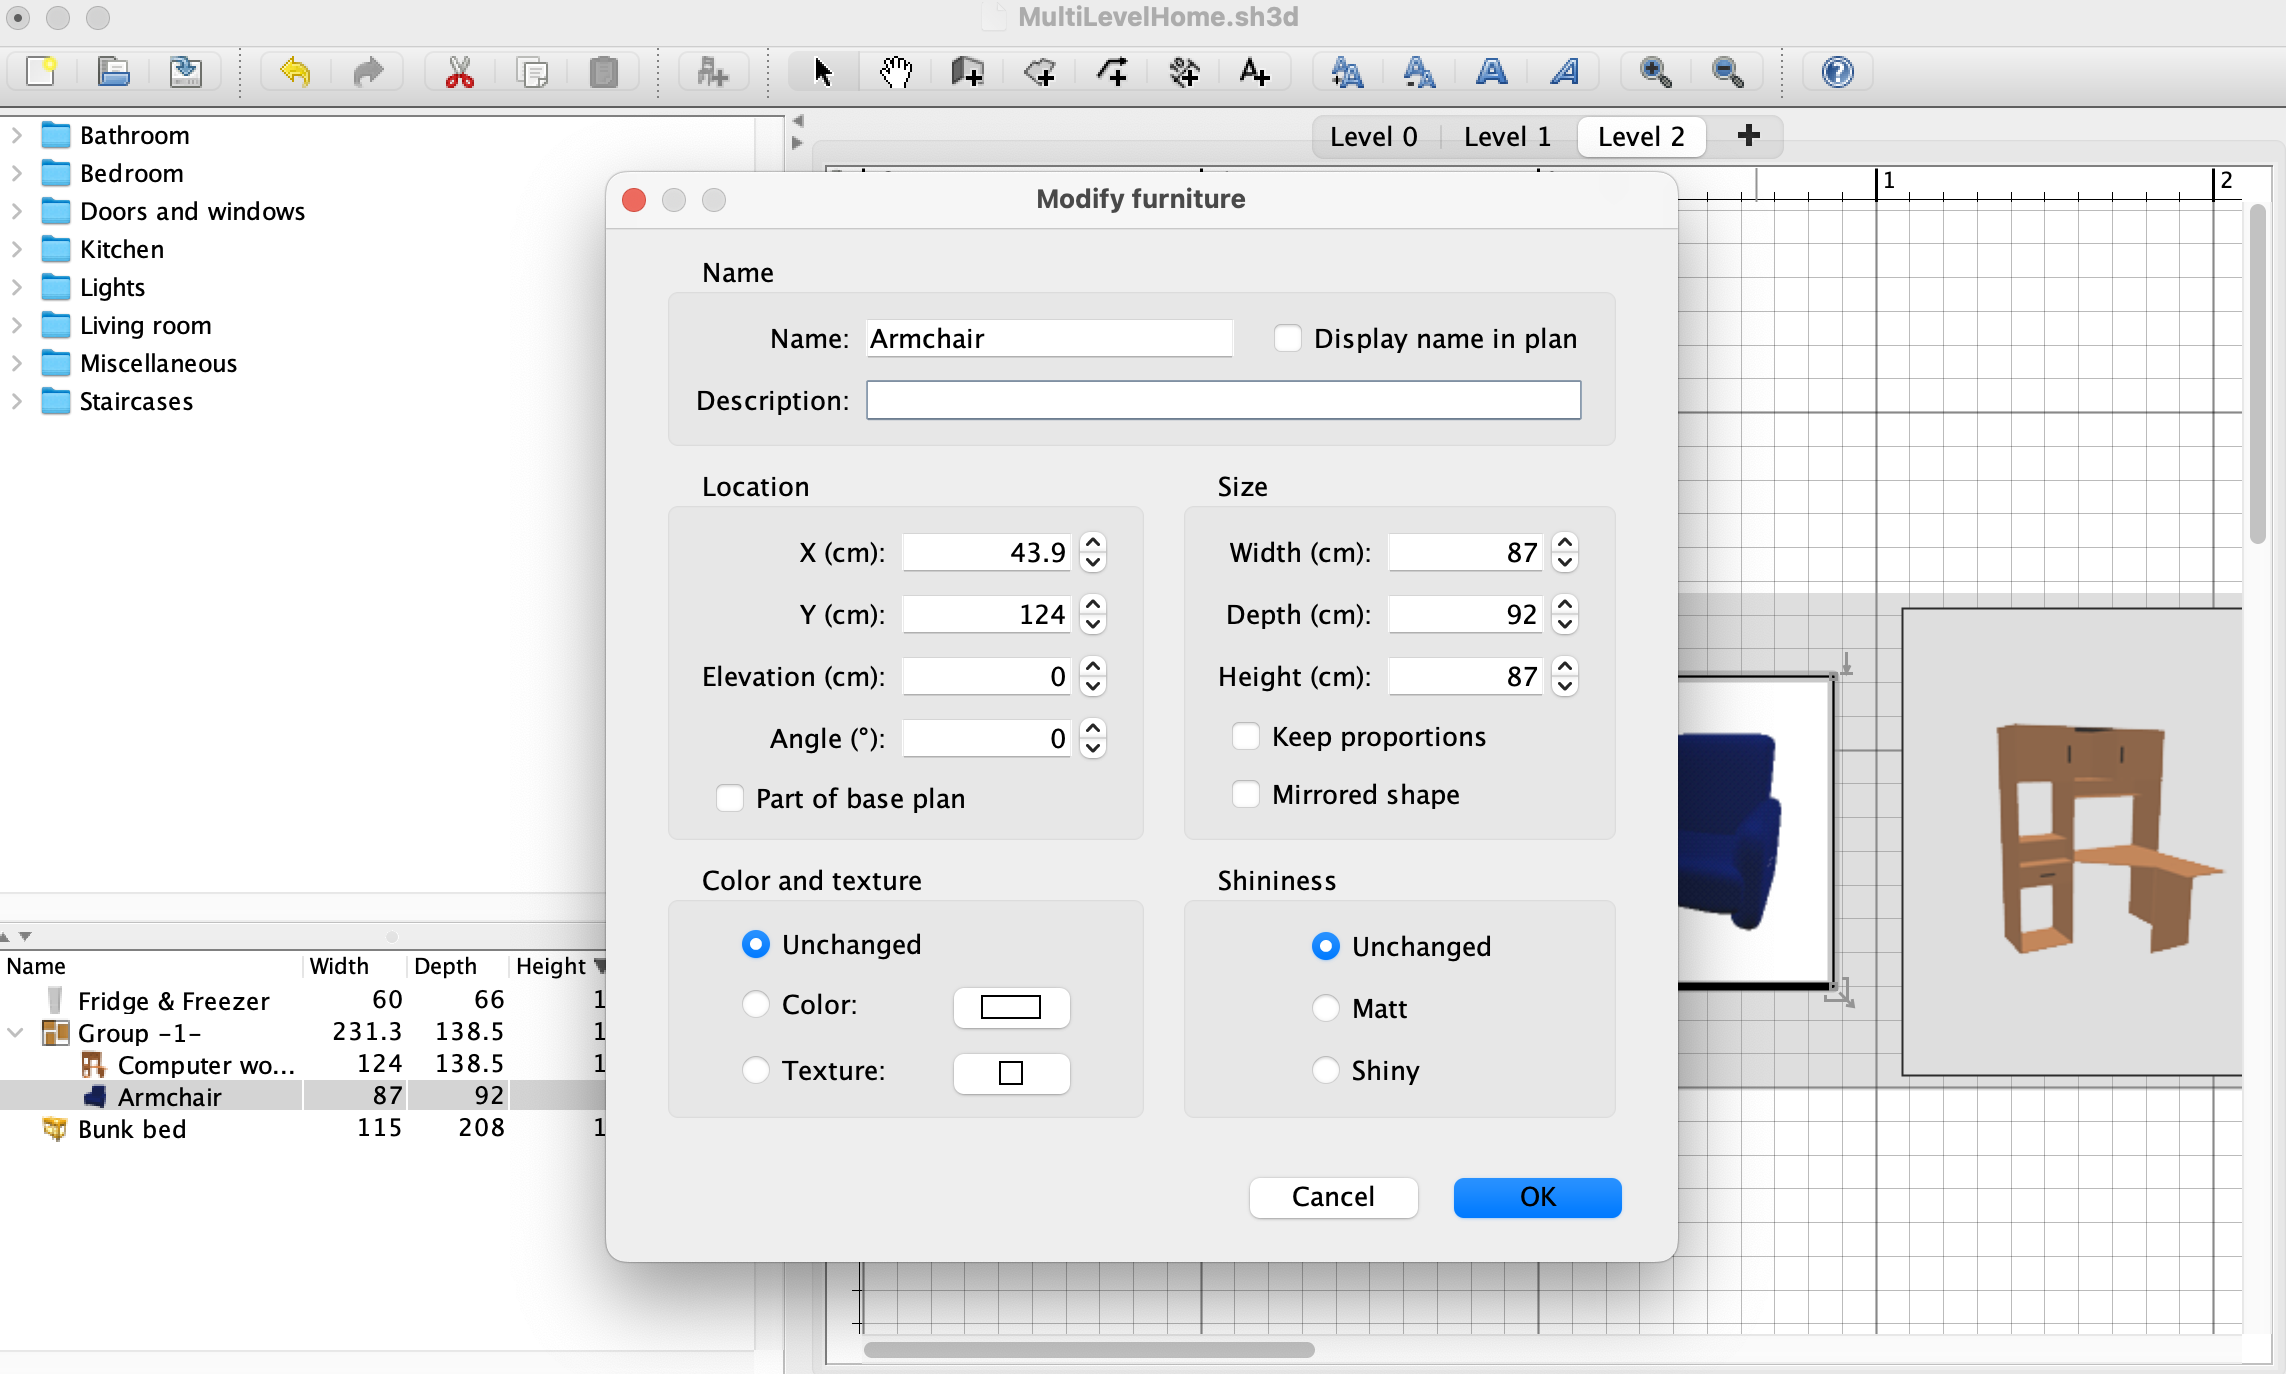 MultiLevelHome.sh3d
Bathroom
Bedroom
Doors and windows
Kitchen
Lights
Living room
Miscellaneous
Staircases
Level 0 Level 1 Level 2
1 2
Modify furniture
Name
Name: Armchair Display name in plan
Description:
Location Size
X (cm): 43.9 Width (cm): 87
Y (cm): 124 Depth (cm): 92
Elevation (cm): 0 Height (cm): 87
Angle (°): 0 Keep proportions
Part of base plan Mirrored shape
Color and texture Shininess
Unchanged Unchanged
Color: Matt
Texture: Shiny
Cancel OK
Name Width Depth Height
Fridge & Freezer 60 66 1
Group -1- 231.3 138.5 1
Computer wo... 124 138.5 1
Armchair 87 92
Bunk bed 115 208 1